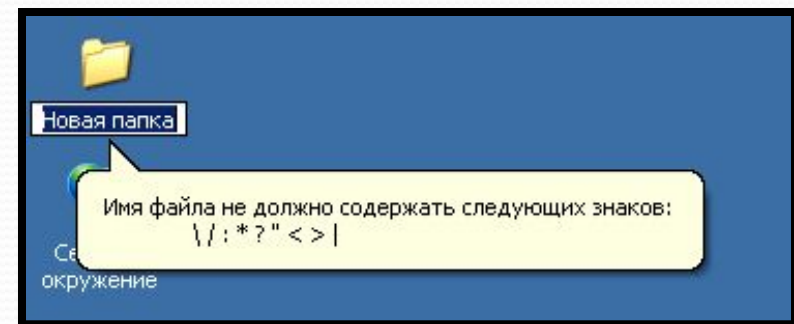 Новая папка
Имя файла не должно содержать следующих знаков:
\ / : * ? " < > |
окружение